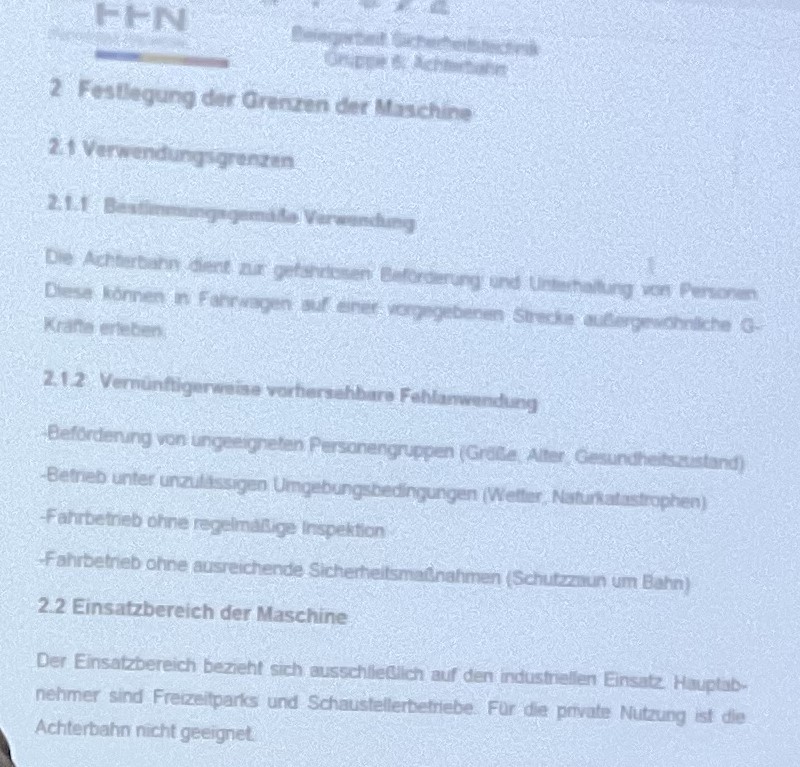 HHN
Belegarbeit Sicherheitstechnik
Gruppe 6: Achterbahn
2 Festlegung der Grenzen der Maschine
2.1 Verwendungsgrenzen
2.1.1 Bestimmungsgemäße Verwendung
Die Achterbahn dient zur gefahrlosen Beförderung und Unterhaltung von Personen.
Diese können in Fahrwagen auf einer vorgegebenen Strecke außergewöhnliche G-
Kräfte erleben.
2.1.2 Vernünftigerweise vorhersehbare Fehlanwendung
-Beförderung von ungeeigneten Personengruppen (Größe, Alter, Gesundheitszustand)
-Betrieb unter unzulässigen Umgebungsbedingungen (Wetter, Naturkatastrophen)
-Fahrbetrieb ohne regelmäßige Inspektion
-Fahrbetrieb ohne ausreichende Sicherheitsmaßnahmen (Schutzzaun um Bahn)
2.2 Einsatzbereich der Maschine
Der Einsatzbereich bezieht sich ausschließlich auf den industriellen Einsatz. Hauptab-
nehmer sind Freizeitparks und Schaustellerbetriebe. Für die private Nutzung ist die
Achterbahn nicht geeignet.